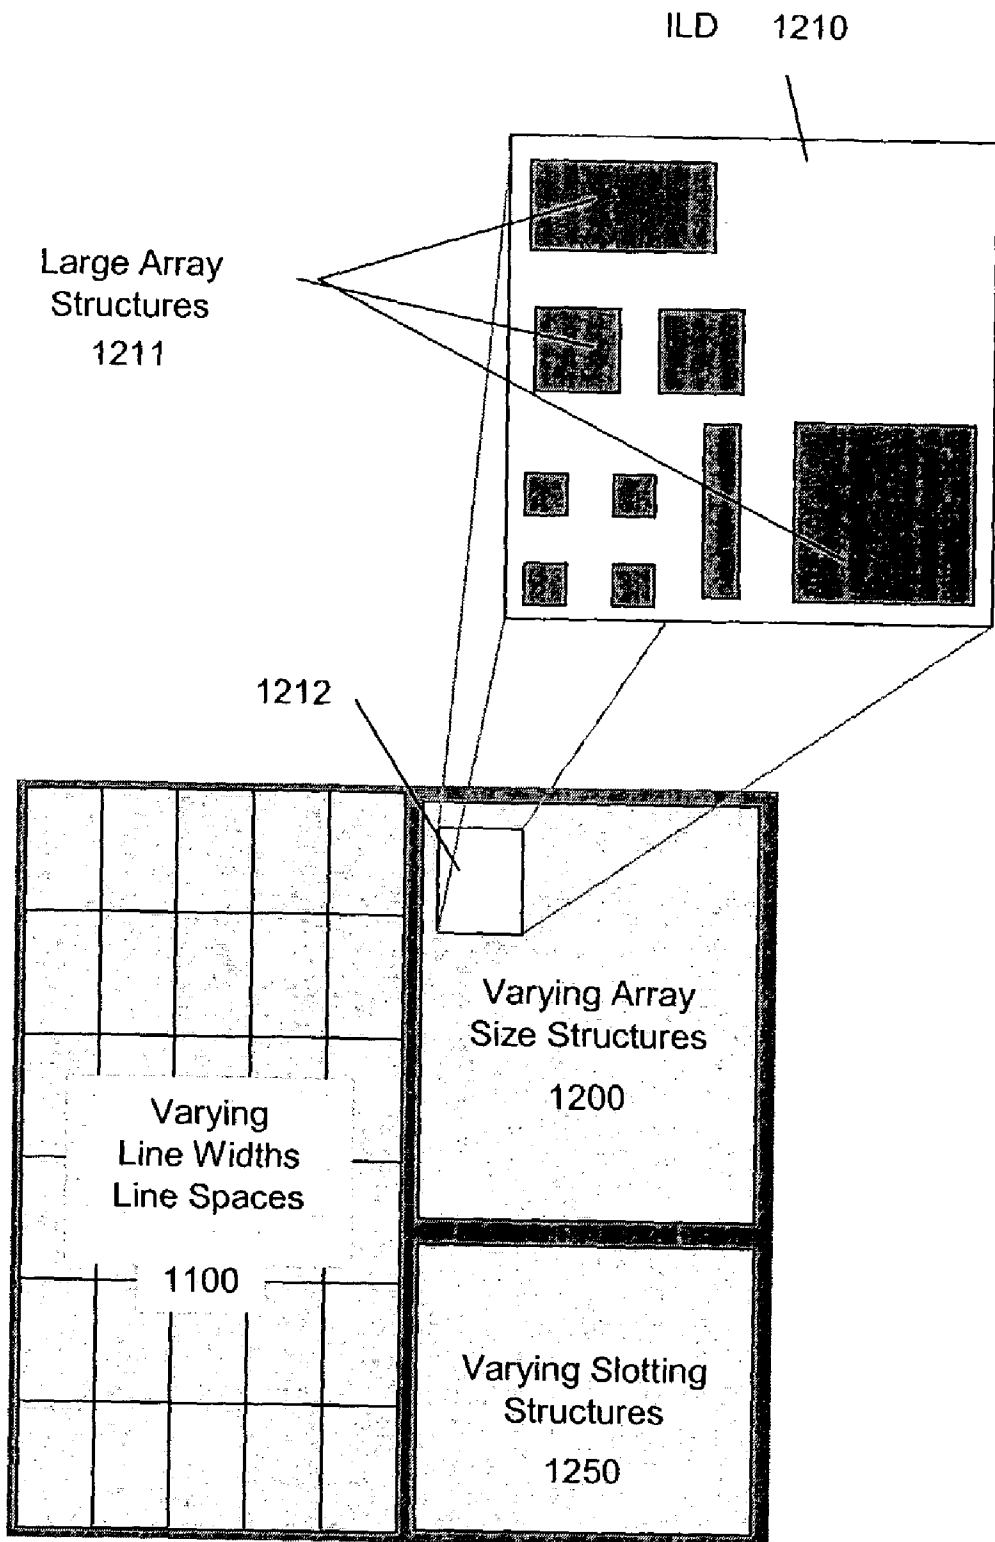 ILD 1210
Large Array
Structures
1211
1212
Varying Array
Size Structures
1200
Varying
Line Widths
Line Spaces
1100
Varying Slotting
Structures
1250